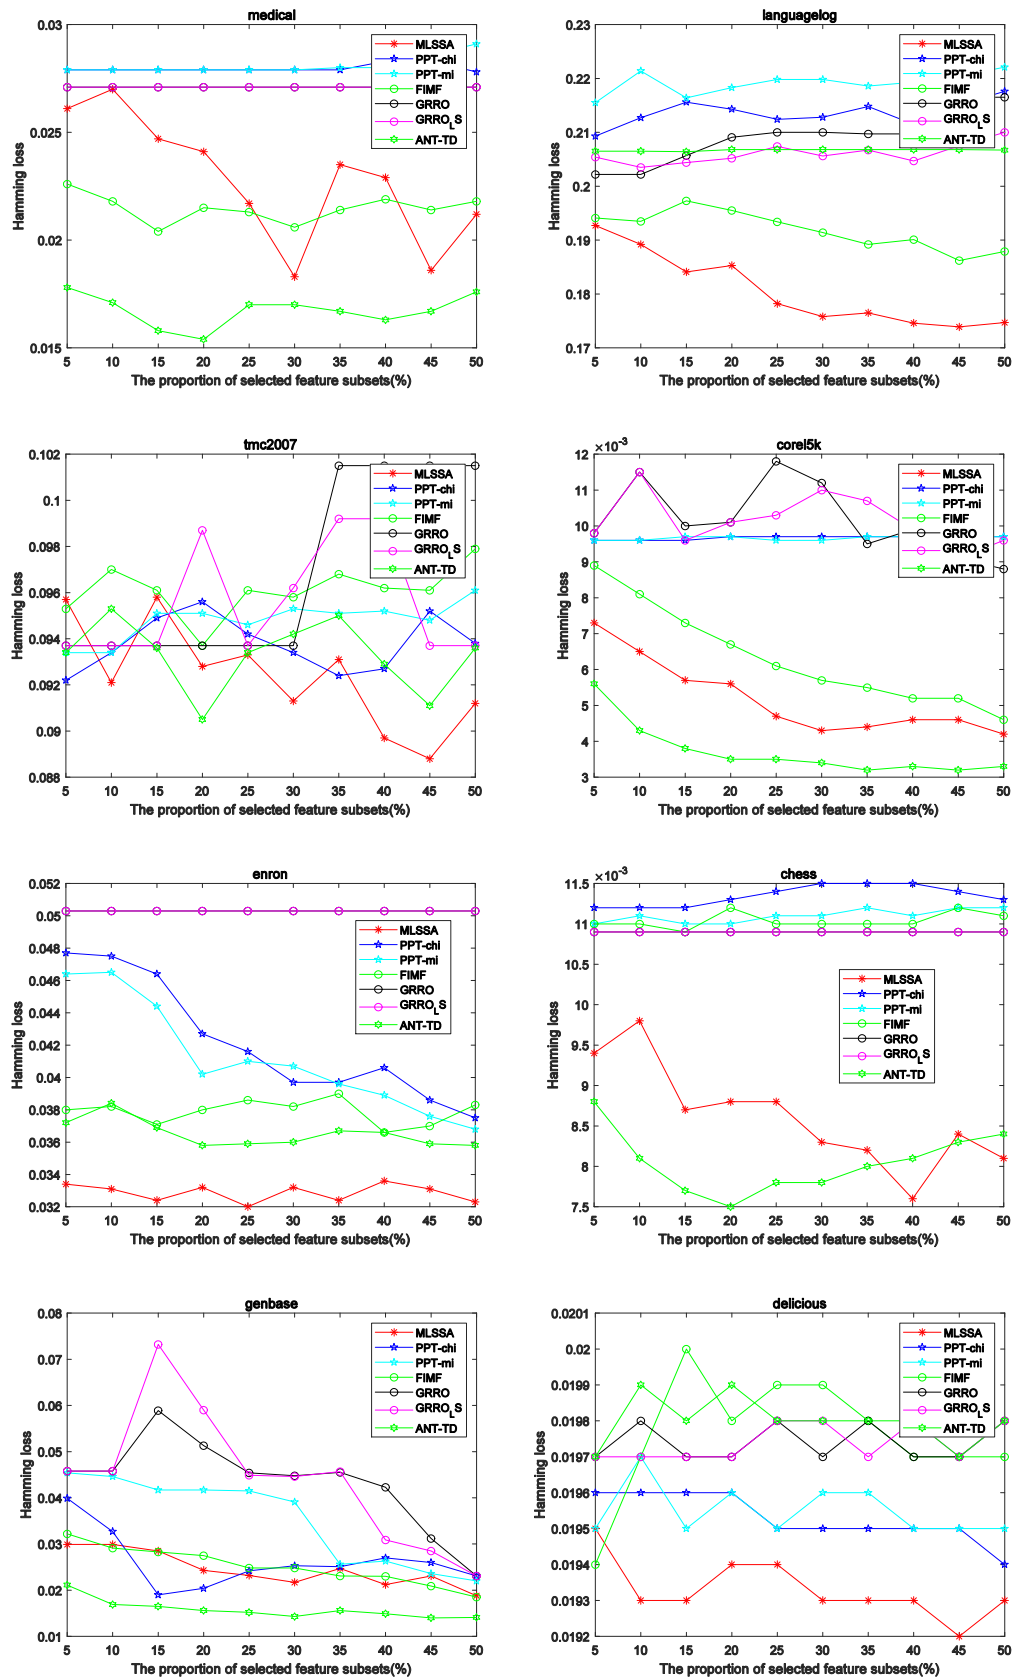 medical
0.03
0.025
0.02
0.015
Hamming loss
MLSSA
PPT-chi
PPT-mi
FIMF
GRRO
GRRO_LS
ANT-TD
5 10 15 20 25 30 35 40 45 50
The proportion of selected feature subsets(%)
languagelog
0.23
0.22
0.21
0.2
0.19
0.18
0.17
Hamming loss
MLSSA
PPT-chi
PPT-mi
FIMF
GRRO
GRRO_LS
ANT-TD
5 10 15 20 25 30 35 40 45 50
The proportion of selected feature subsets(%)
tmc2007
0.102
0.1
0.098
0.096
0.094
0.092
0.09
0.088
Hamming loss
MLSSA
PPT-chi
PPT-mi
FIMF
GRRO
GRRO_LS
ANT-TD
5 10 15 20 25 30 35 40 45 50
The proportion of selected feature subsets(%)
corel5k
×10⁻³
12
11
10
9
8
7
6
5
4
3
Hamming loss
MLSSA
PPT-chi
PPT-mi
FIMF
GRRO
GRRO_LS
ANT-TD
5 10 15 20 25 30 35 40 45 50
The proportion of selected feature subsets(%)
enron
0.052
0.05
0.048
0.046
0.044
0.042
0.04
0.038
0.036
0.034
0.032
Hamming loss
MLSSA
PPT-chi
PPT-mi
FIMF
GRRO
GRRO_LS
ANT-TD
5 10 15 20 25 30 35 40 45 50
The proportion of selected feature subsets(%)
chess
×10⁻³
11.5
11
10.5
10
9.5
9
8.5
8
7.5
Hamming loss
MLSSA
PPT-chi
PPT-mi
FIMF
GRRO
GRRO_LS
ANT-TD
5 10 15 20 25 30 35 40 45 50
The proportion of selected feature subsets(%)
genbase
0.08
0.07
0.06
0.05
0.04
0.03
0.02
0.01
Hamming loss
MLSSA
PPT-chi
PPT-mi
FIMF
GRRO
GRRO_LS
ANT-TD
5 10 15 20 25 30 35 40 45 50
The proportion of selected feature subsets(%)
delicious
0.0201
0.02
0.0199
0.0198
0.0197
0.0196
0.0195
0.0194
0.0193
0.0192
Hamming loss
MLSSA
PPT-chi
PPT-mi
FIMF
GRRO
GRRO_LS
ANT-TD
5 10 15 20 25 30 35 40 45 50
The proportion of selected feature subsets(%)